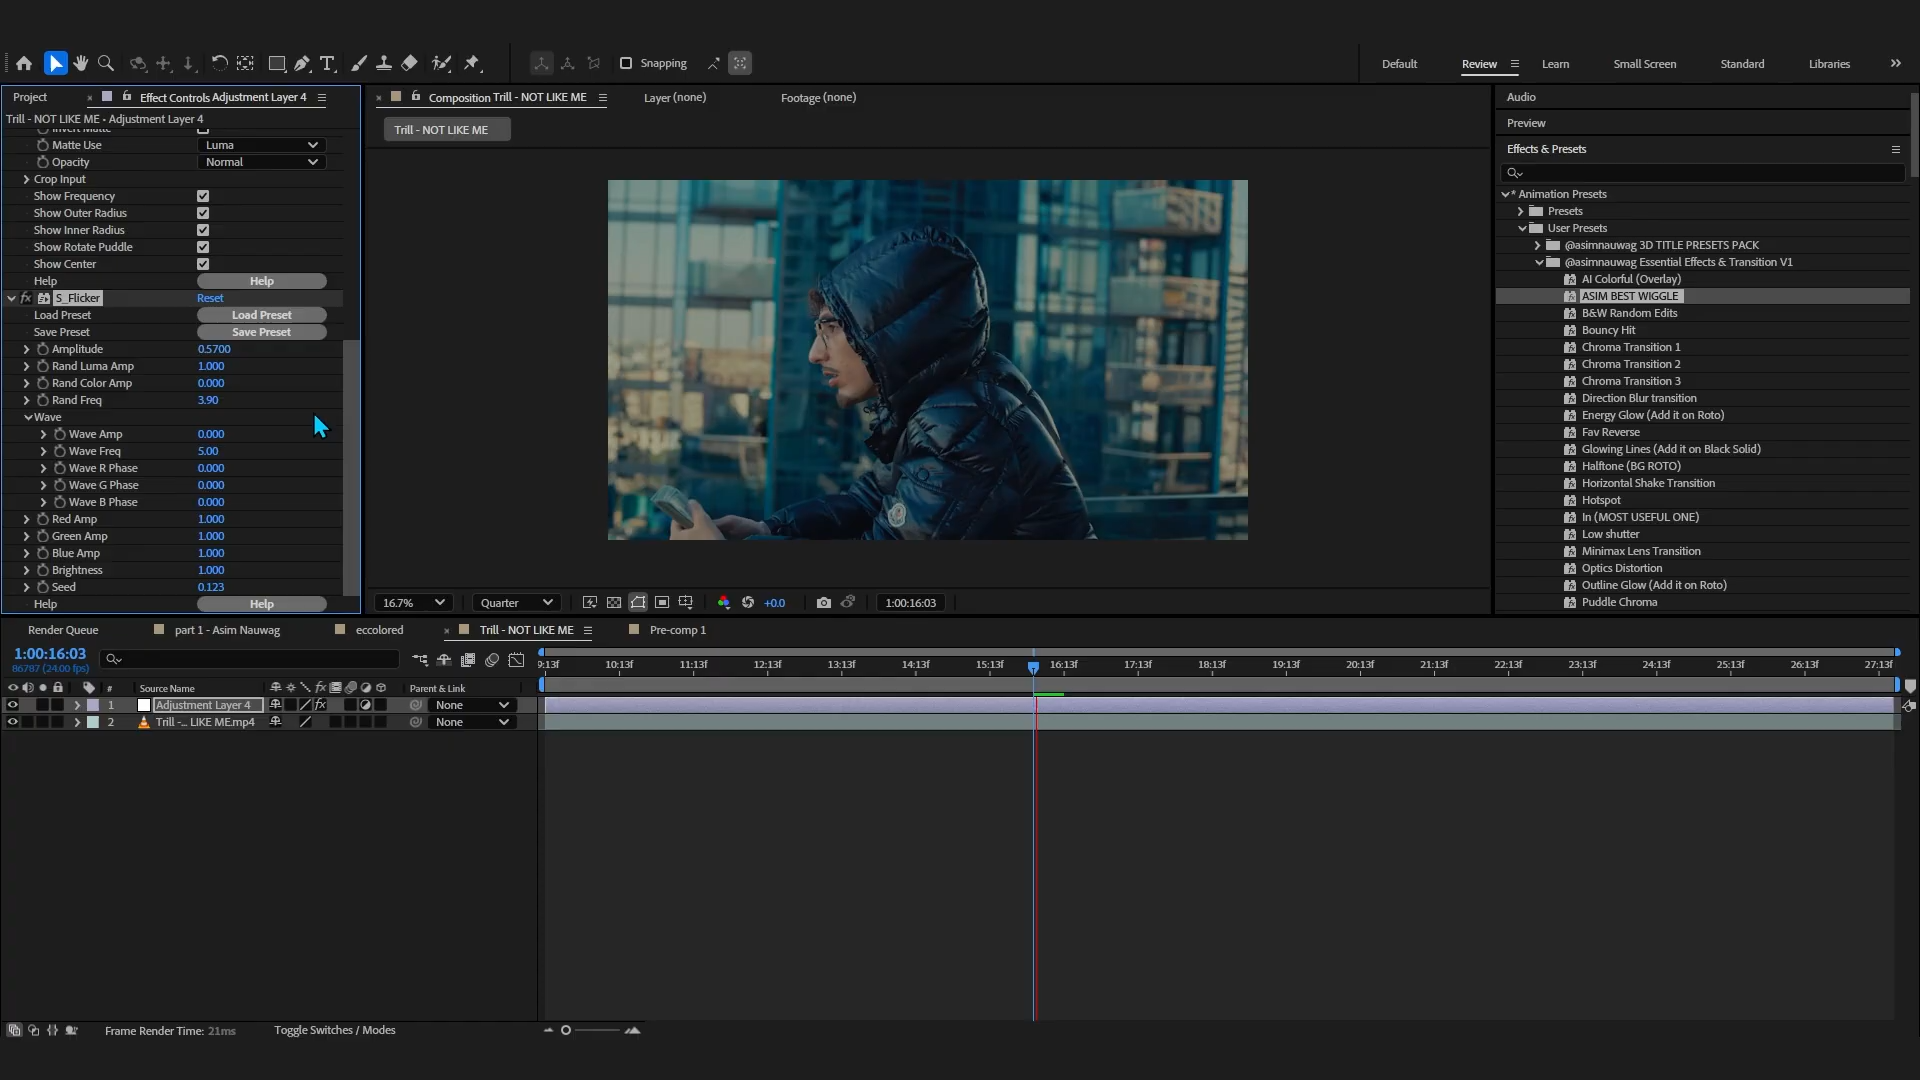 Snapping
Default
Review
Learn
Small Screen
Standard
Libraries
Project
Effect Controls Adjustment Layer 4
Trill - NOT LIKE ME • Adjustment Layer 4
Invert Matte
Matte Use
Luma
Opacity
Normal
Crop Input
Show Frequency
Show Outer Radius
Show Inner Radius
Show Rotate Puddle
Show Center
Help
Help
fx S_Flicker
Reset
Load Preset
Load Preset
Save Preset
Save Preset
Amplitude
0.5700
Rand Luma Amp
1.000
Rand Color Amp
0.000
Rand Freq
3.90
Wave
Wave Amp
0.000
Wave Freq
5.00
Wave R Phase
0.000
Wave G Phase
0.000
Wave B Phase
0.000
Red Amp
1.000
Green Amp
1.000
Blue Amp
1.000
Brightness
1.000
Seed
0.123
Help
Help
Composition Trill - NOT LIKE ME
Layer (none)
Footage (none)
Trill - NOT LIKE ME
16.7%
Quarter
+0.0
1:00:16:03
Audio
Preview
Effects & Presets
* Animation Presets
Presets
User Presets
@asimnauwag 3D TITLE PRESETS PACK
@asimnauwag Essential Effects & Transition V1
AI Colorful (Overlay)
ASIM BEST WIGGLE
B&W Random Edits
Bouncy Hit
Chroma Transition 1
Chroma Transition 2
Chroma Transition 3
Direction Blur transition
Energy Glow (Add it on Roto)
Fav Reverse
Glowing Lines (Add it on Black Solid)
Halftone (BG ROTO)
Horizontal Shake Transition
Hotspot
In (MOST USEFUL ONE)
Low shutter
Minimax Lens Transition
Optics Distortion
Outline Glow (Add it on Roto)
Puddle Chroma
Render Queue
part 1 - Asim Nauwag
eccolored
Trill - NOT LIKE ME
Pre-comp 1
1:00:16:03
86787 (24.00 fps)
9:13f
10:13f
11:13f
12:13f
13:13f
14:13f
15:13f
16:13f
17:13f
18:13f
19:13f
20:13f
21:13f
22:13f
23:13f
24:13f
25:13f
26:13f
27:13f
#
Source Name
fx
Parent & Link
1
Adjustment Layer 4
fx
None
2
Trill -... LIKE ME.mp4
None
Frame Render Time: 21ms
Toggle Switches / Modes